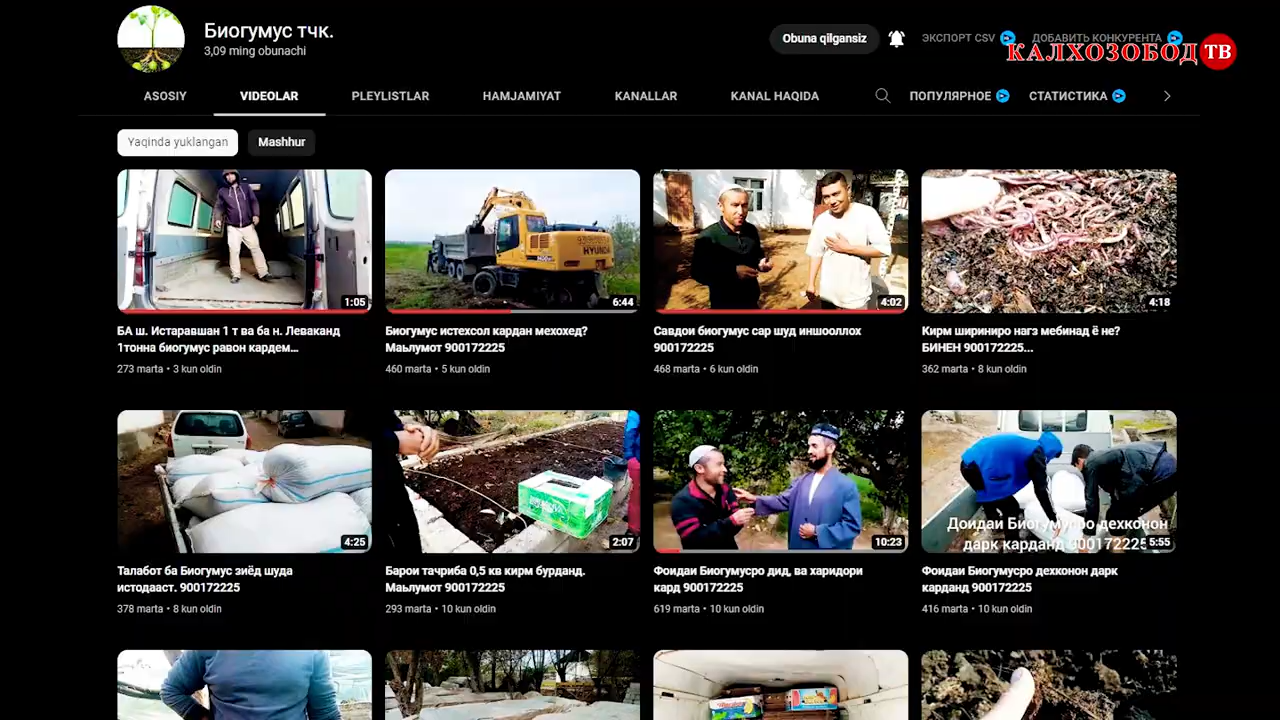 Биогумус тчк.
3,09 ming obunachi
Obuna qilgansiz
ЭКСПОРТ CSV
ДОБАВИТЬ КОНКУРЕНТА
КАЛХОЗОБОД ТВ
ASOSIY
VIDEOLAR
PLEYLISTLAR
HAMJAMIYAT
KANALLAR
KANAL HAQIDA
ПОПУЛЯРНОЕ
СТАТИСТИКА
Yaqinda yuklangan
Mashhur
HYUNDAI
1:05
6:44
4:02
4:18
БА ш. Истаравшан 1 т ва ба н. Леваканд
1тонна биогумус равон кардем...
273 marta • 3 kun oldin
Биогумус истехсол кардан мехохед?
Маьлумот 900172225
460 marta • 5 kun oldin
Савдои биогумус сар шуд иншооллох
900172225
468 marta • 6 kun oldin
Кирм шириниро нагз мебинад ё не?
БИНЕН 900172225...
362 marta • 8 kun oldin
4:25
2:07
10:23
Доидаи Биогумусро дехконон
дарк карданд 900172225
5:55
Талабот ба Биогумус зиёд шуда
истодааст. 900172225
378 marta • 8 kun oldin
Барои тачриба 0,5 кв кирм бурданд.
Маьлумот 900172225
293 marta • 10 kun oldin
Фоидаи Биогумусро дид, ва харидори
кард 900172225
619 marta • 10 kun oldin
Фоидаи Биогумусро дехконон дарк
карданд 900172225
416 marta • 10 kun oldin